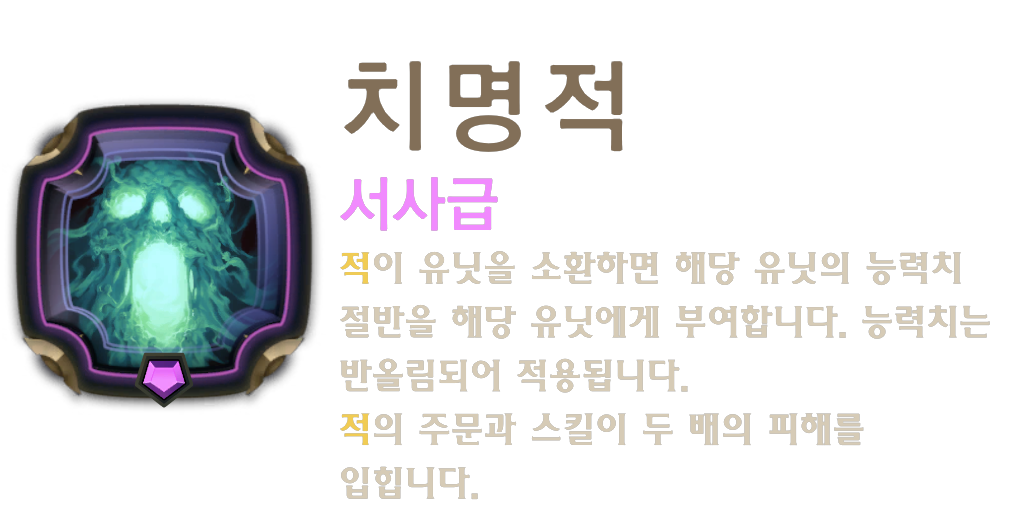 치명적
서사급
적이 유닛을 소환하면 해당 유닛의 능력치
절반을 해당 유닛에게 부여합니다. 능력치는
반올림되어 적용됩니다.
적의 주문과 스킬이 두 배의 피해를
입힙니다.